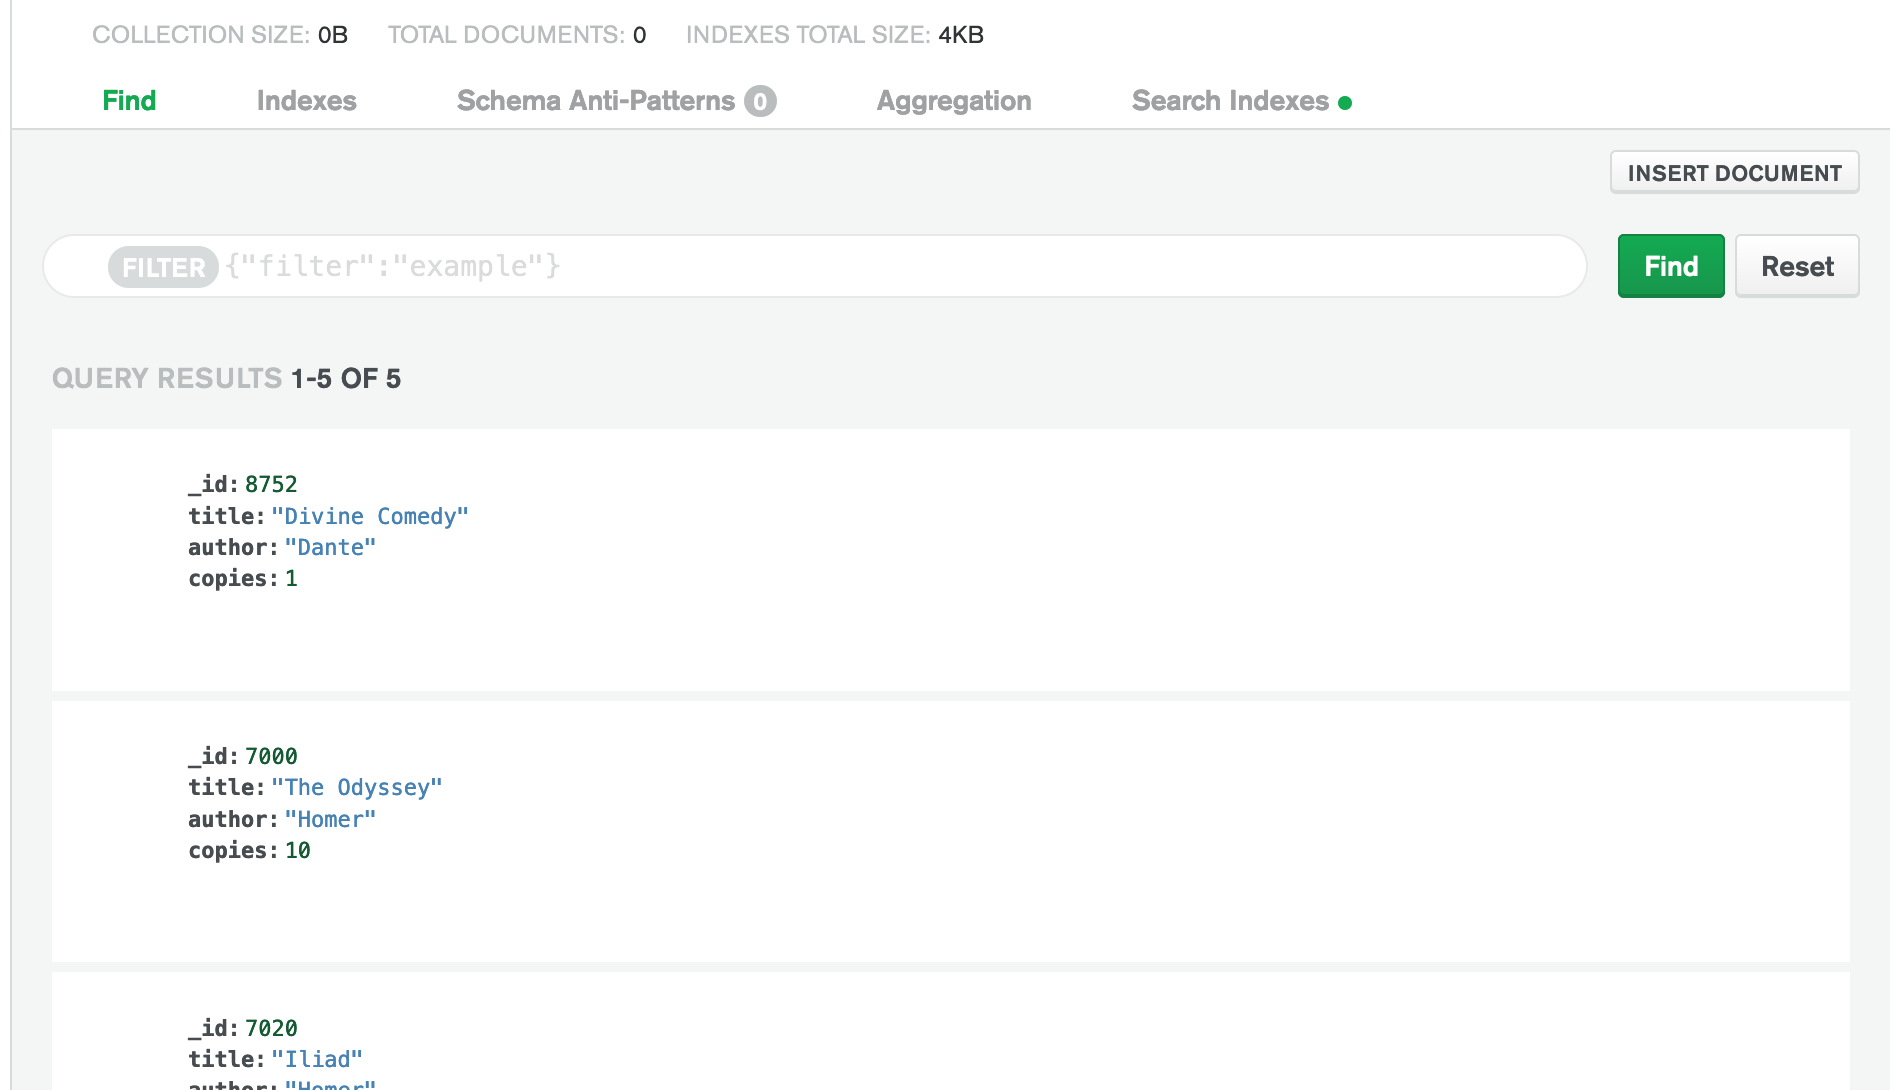 COLLECTION SIZE: 0B TOTAL DOCUMENTS: 0 INDEXES TOTAL SIZE: 4KB
Find Indexes Schema Anti-Patterns 0 Aggregation Search Indexes
INSERT DOCUMENT
FILTER {"filter":"example"} Find Reset
QUERY RESULTS 1-5 OF 5
_id: 8752
title: "Divine Comedy"
author: "Dante"
copies: 1
_id: 7000
title: "The Odyssey"
author: "Homer"
copies: 10
_id: 7020
title: "Iliad"
author: "Homer"